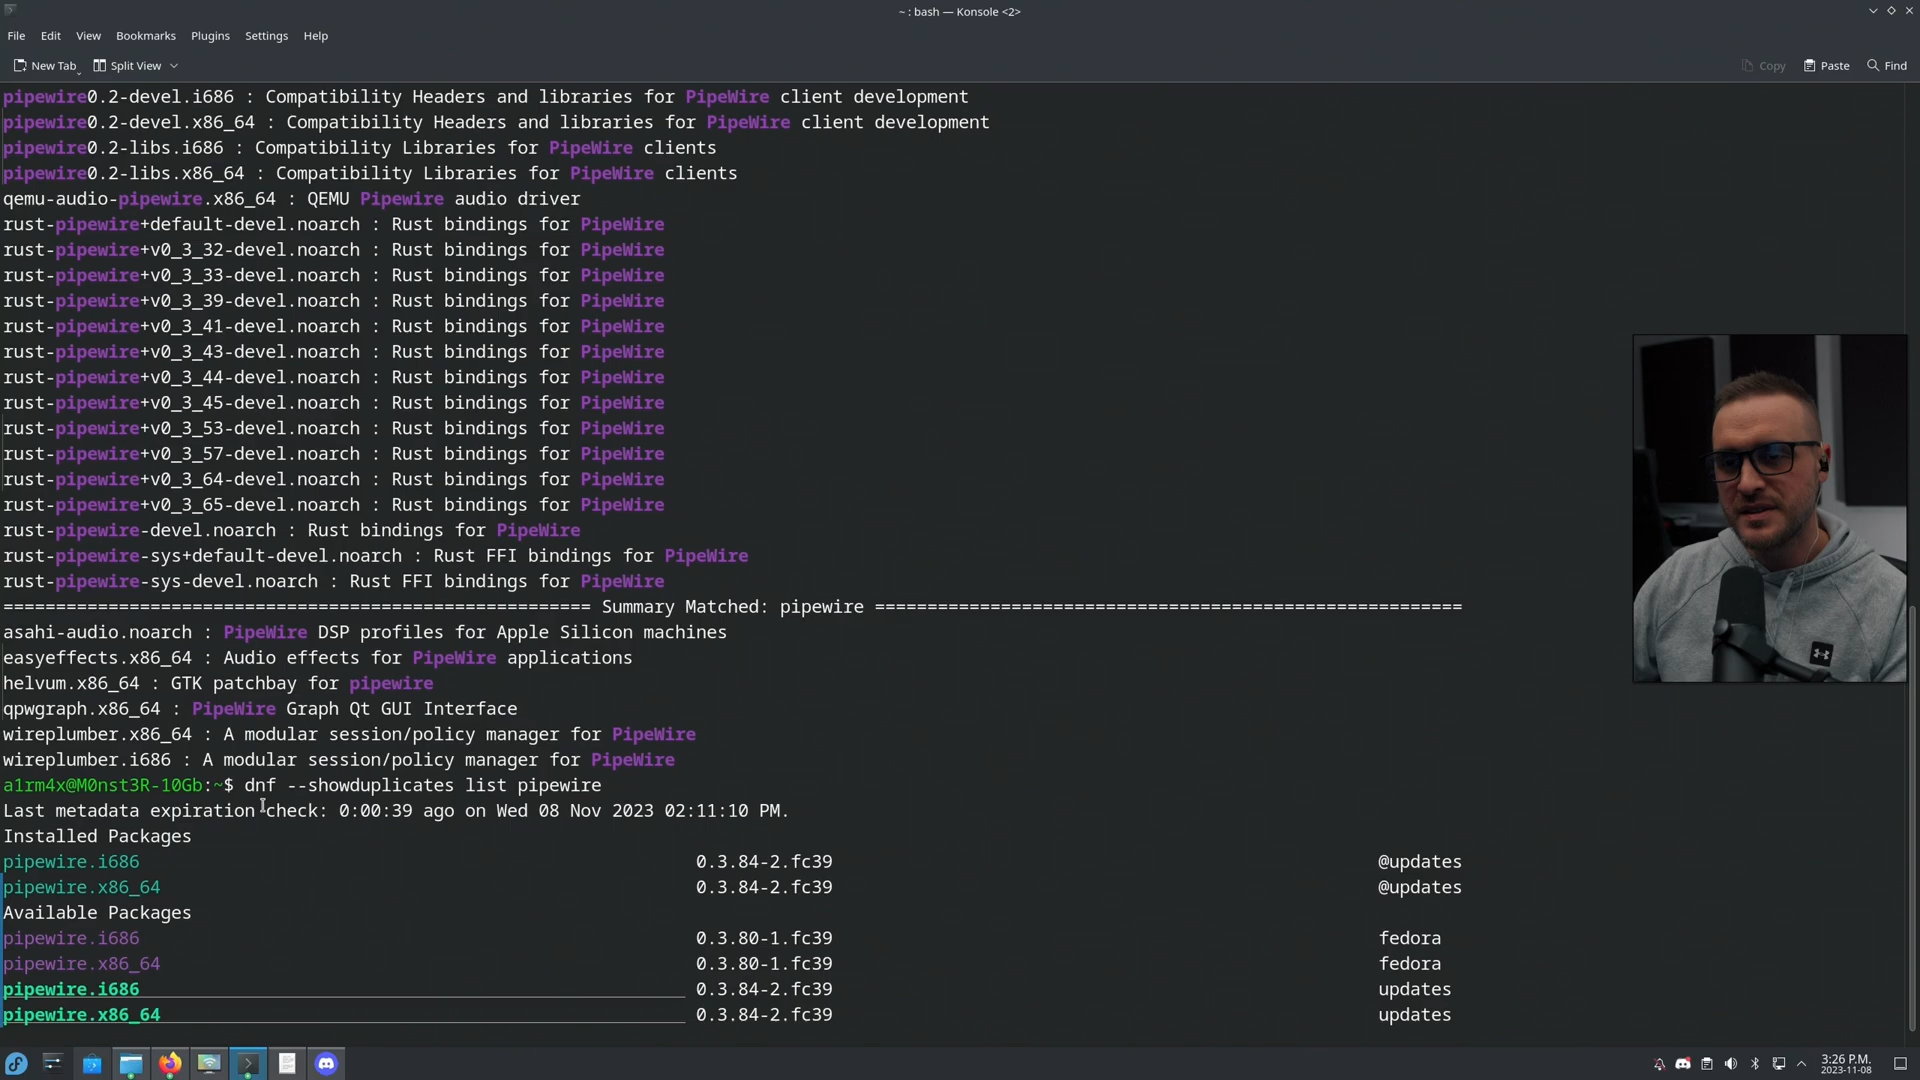 ~ : bash — Konsole <2>
File Edit View Bookmarks Plugins Settings Help
New Tab Split View Copy Paste Find
pipewire0.2-devel.i686 : Compatibility Headers and libraries for PipeWire client development
pipewire0.2-devel.x86_64 : Compatibility Headers and libraries for PipeWire client development
pipewire0.2-libs.i686 : Compatibility Libraries for PipeWire clients
pipewire0.2-libs.x86_64 : Compatibility Libraries for PipeWire clients
qemu-audio-pipewire.x86_64 : QEMU Pipewire audio driver
rust-pipewire+default-devel.noarch : Rust bindings for PipeWire
rust-pipewire+v0_3_32-devel.noarch : Rust bindings for PipeWire
rust-pipewire+v0_3_33-devel.noarch : Rust bindings for PipeWire
rust-pipewire+v0_3_39-devel.noarch : Rust bindings for PipeWire
rust-pipewire+v0_3_41-devel.noarch : Rust bindings for PipeWire
rust-pipewire+v0_3_43-devel.noarch : Rust bindings for PipeWire
rust-pipewire+v0_3_44-devel.noarch : Rust bindings for PipeWire
rust-pipewire+v0_3_45-devel.noarch : Rust bindings for PipeWire
rust-pipewire+v0_3_53-devel.noarch : Rust bindings for PipeWire
rust-pipewire+v0_3_57-devel.noarch : Rust bindings for PipeWire
rust-pipewire+v0_3_64-devel.noarch : Rust bindings for PipeWire
rust-pipewire+v0_3_65-devel.noarch : Rust bindings for PipeWire
rust-pipewire-devel.noarch : Rust bindings for PipeWire
rust-pipewire-sys+default-devel.noarch : Rust FFI bindings for PipeWire
rust-pipewire-sys-devel.noarch : Rust FFI bindings for PipeWire
======================================================== Summary Matched: pipewire ========================================================
asahi-audio.noarch : PipeWire DSP profiles for Apple Silicon machines
easyeffects.x86_64 : Audio effects for PipeWire applications
helvum.x86_64 : GTK patchbay for pipewire
qpwgraph.x86_64 : PipeWire Graph Qt GUI Interface
wireplumber.x86_64 : A modular session/policy manager for PipeWire
wireplumber.i686 : A modular session/policy manager for PipeWire
a1rm4x@M0nst3R-10Gb:~$ dnf --showduplicates list pipewire
Last metadata expiration check: 0:00:39 ago on Wed 08 Nov 2023 02:11:10 PM.
Installed Packages
pipewire.i686 0.3.84-2.fc39 @updates
pipewire.x86_64 0.3.84-2.fc39 @updates
Available Packages
pipewire.i686 0.3.80-1.fc39 fedora
pipewire.x86_64 0.3.80-1.fc39 fedora
pipewire.i686 0.3.84-2.fc39 updates
pipewire.x86_64 0.3.84-2.fc39 updates
3:26 P.M.
2023-11-08